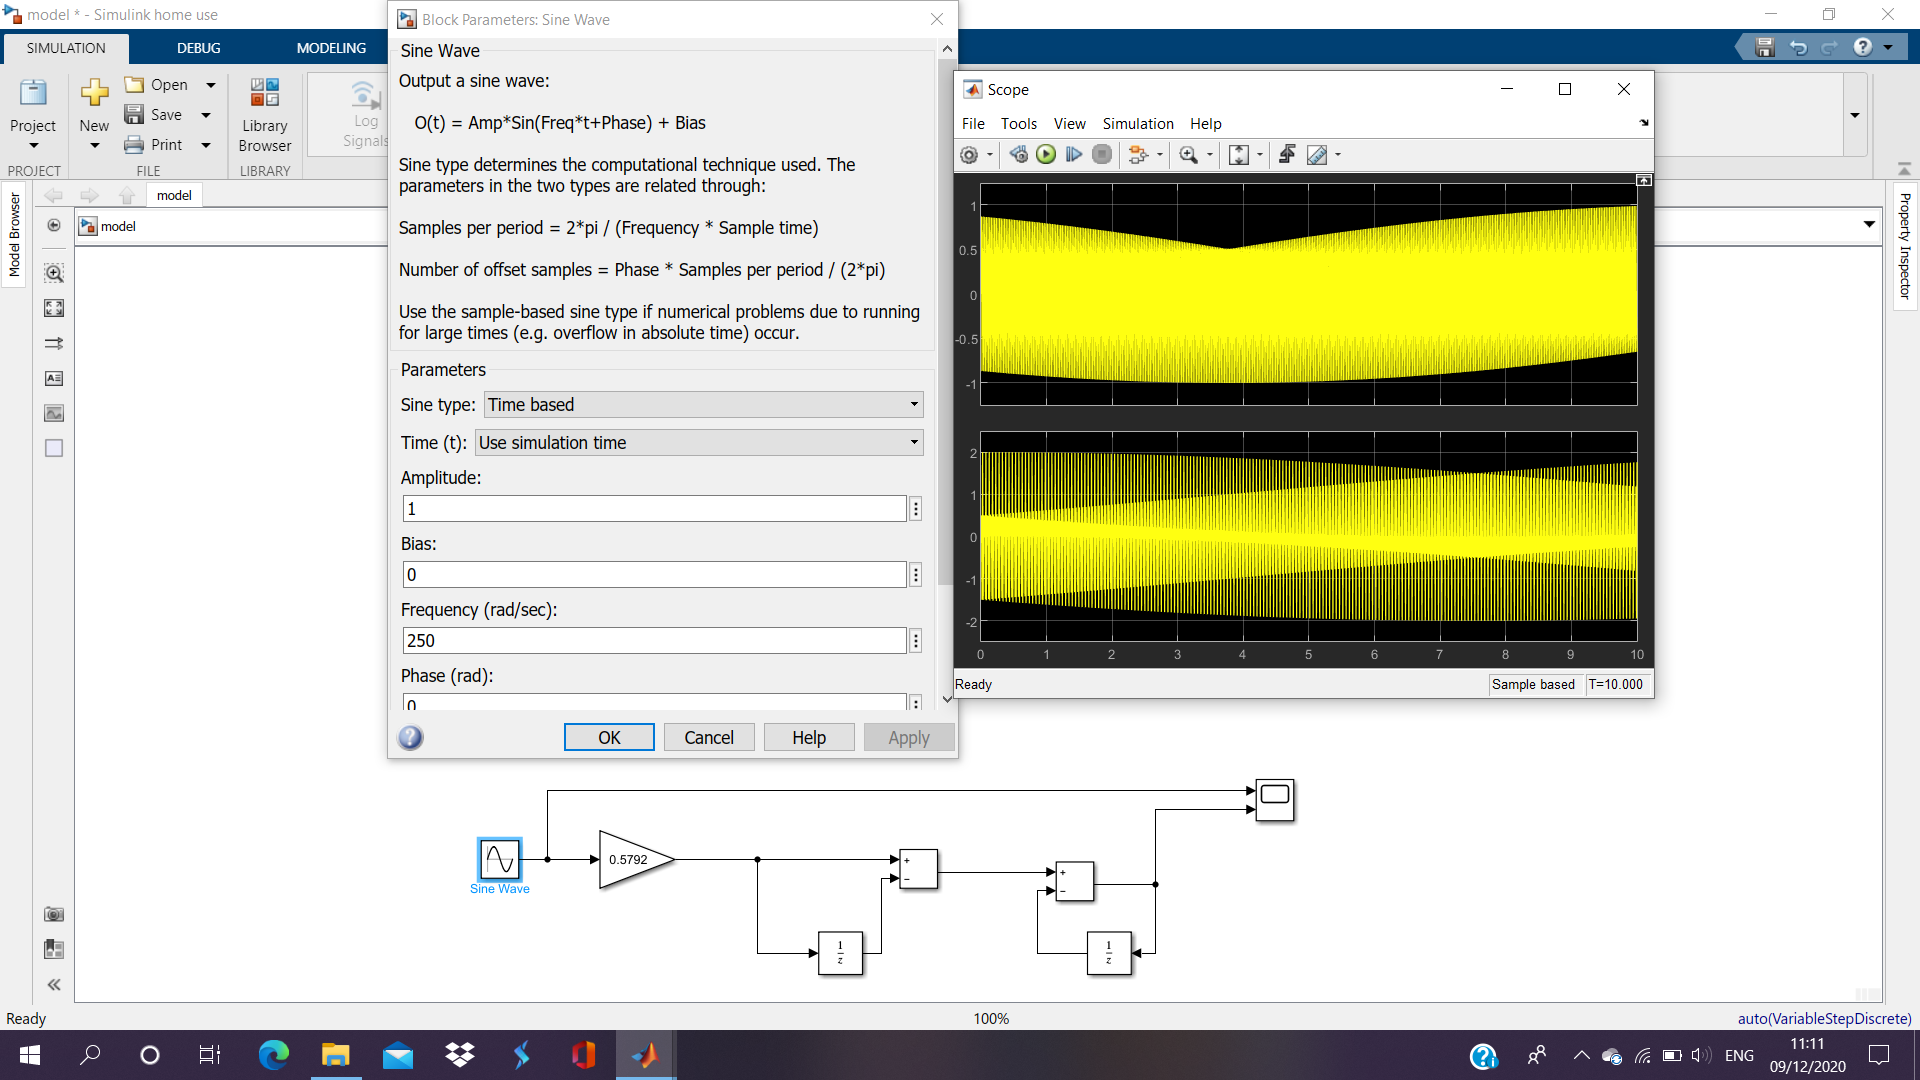 model * - Simulink home use
SIMULATION
DEBUG
MODELING
Project
New
Open
Save
Print
Library
Browser
Log
Signals
PROJECT
FILE
LIBRARY
model
model
Model Browser
Property Inspector
Block Parameters: Sine Wave
Sine Wave
Output a sine wave:
O(t) = Amp*Sin(Freq*t+Phase) + Bias
Sine type determines the computational technique used. The
parameters in the two types are related through:
Samples per period = 2*pi / (Frequency * Sample time)
Number of offset samples = Phase * Samples per period / (2*pi)
Use the sample-based sine type if numerical problems due to running
for large times (e.g. overflow in absolute time) occur.
Parameters
Sine type: Time based
Time (t): Use simulation time
Amplitude:
1
Bias:
0
Frequency (rad/sec):
250
Phase (rad):
0
OK
Cancel
Help
Apply
Scope
File Tools View Simulation Help
1
0.5
0
-0.5
-1
2
1
0
-1
-2
0 1 2 3 4 5 6 7 8 9 10
Ready
Sample based
T=10.000
Sine Wave
0.5792
+
−
1
z
+
−
1
z
Ready
100%
auto(VariableStepDiscrete)
ENG
11:11
09/12/2020